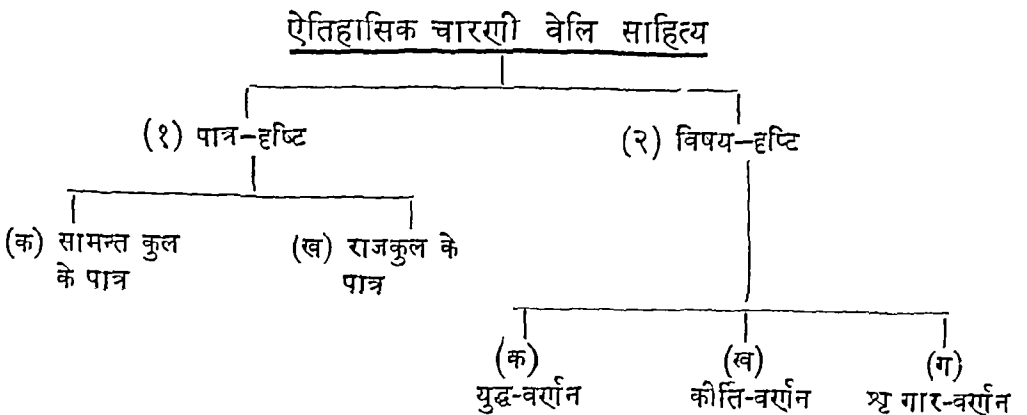 ऐतिहासिक चारणी वेलि साहित्य
(१) पात्र-दृष्टि
(२) विषय-दृष्टि
(क) सामन्त कुल
के पात्र
(ख) राजकुल के
पात्र
(क)
युद्ध-वर्णन
(ख)
कीर्ति-वर्णन
(ग)
शृ गार-वर्णन